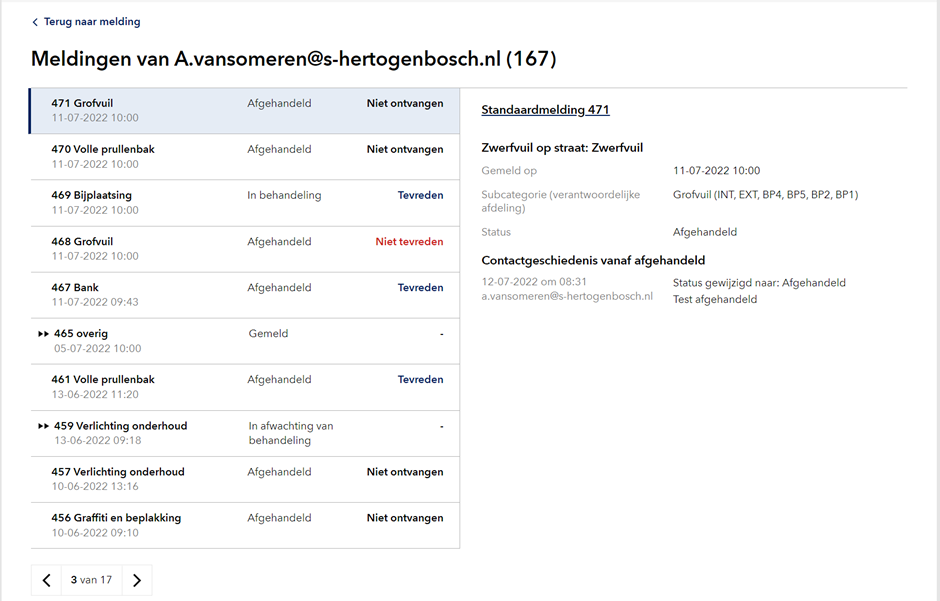 Terug naar melding
Meldingen van A.vansomeren@s-hertogenbosch.nl (167)
471 Grofvuil Afgehandeld Niet ontvangen
11-07-2022 10:00
470 Volle prullenbak Afgehandeld Niet ontvangen
11-07-2022 10:00
469 Bijplaatsing In behandeling Tevreden
11-07-2022 10:00
468 Grofvuil Afgehandeld Niet tevreden
11-07-2022 10:00
467 Bank Afgehandeld Tevreden
11-07-2022 09:43
465 overig Gemeld -
05-07-2022 10:00
461 Volle prullenbak Afgehandeld Tevreden
13-06-2022 11:20
459 Verlichting onderhoud In afwachting van -
13-06-2022 09:18 behandeling
457 Verlichting onderhoud Afgehandeld Niet ontvangen
10-06-2022 13:16
456 Graffiti en beplakking Afgehandeld Niet ontvangen
10-06-2022 09:10
3 van 17
Standaardmelding 471
Zwerfvuil op straat: Zwerfvuil
Gemeld op 11-07-2022 10:00
Subcategorie (verantwoordelijke Grofvuil (INT, EXT, BP4, BP5, BP2, BP1)
afdeling)
Status Afgehandeld
Contactgeschiedenis vanaf afgehandeld
12-07-2022 om 08:31 Status gewijzigd naar: Afgehandeld
a.vansomeren@s-hertogenbosch.nl Test afgehandeld